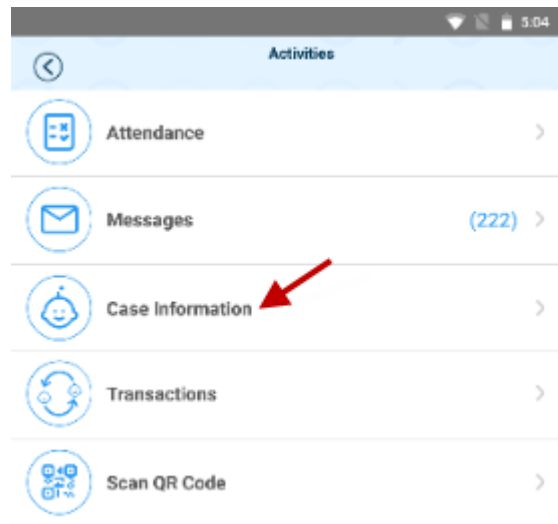 5:04
Activities
Attendance
Messages (222)
Case Information
Transactions
Scan QR Code